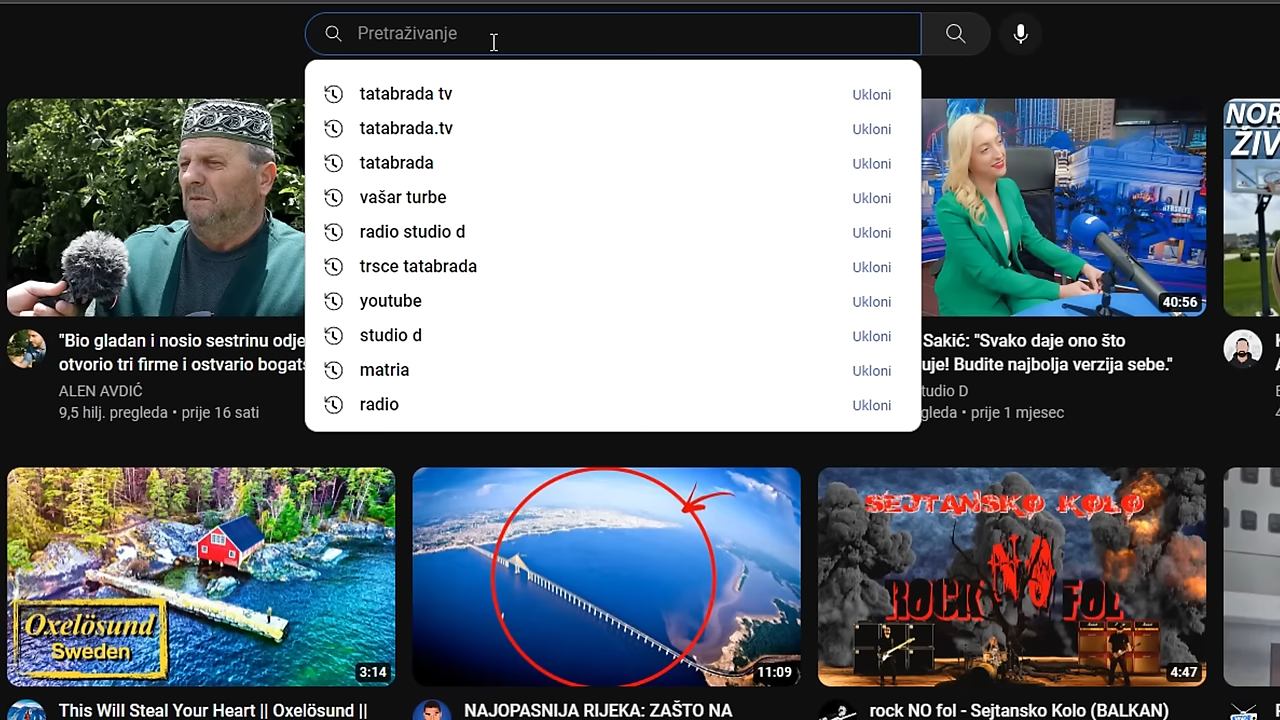 Pretraživanje
tatabrada tv
Ukloni
tatabrada.tv
Ukloni
tatabrada
Ukloni
vašar turbe
Ukloni
radio studio d
Ukloni
trsce tatabrada
Ukloni
youtube
Ukloni
studio d
Ukloni
matria
Ukloni
radio
Ukloni
"Bio gladan i nosio sestrinu odje
otvorio tri firme i ostvario bogats
ALEN AVDIĆ
9,5 hilj. pregleda • prije 16 sati
40:56
Sakić: "Svako daje ono što
uje! Budite najbolja verzija sebe."
tudio D
gleda • prije 1 mjesec
NOR
ŽIV
Oxelösund
Sweden
3:14
This Will Steal Your Heart || Oxelösund ||
11:09
NAJOPASNIJA RIJEKA: ZAŠTO NA
SEJTANSKO KOLO
ROCK NO FOL
4:47
rock NO fol - Sejtansko Kolo (BALKAN)